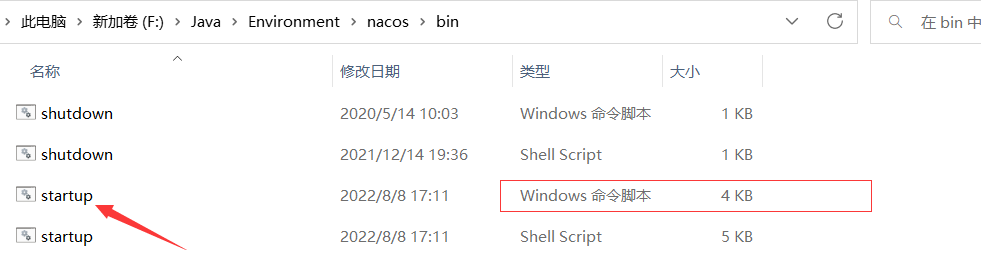 此电脑 新加卷 (F:) Java Environment nacos bin 在 bin 中
名称 修改日期 类型 大小
shutdown 2020/5/14 10:03 Windows 命令脚本 1 KB
shutdown 2021/12/14 19:36 Shell Script 1 KB
startup 2022/8/8 17:11 Windows 命令脚本 4 KB
startup 2022/8/8 17:11 Shell Script 5 KB